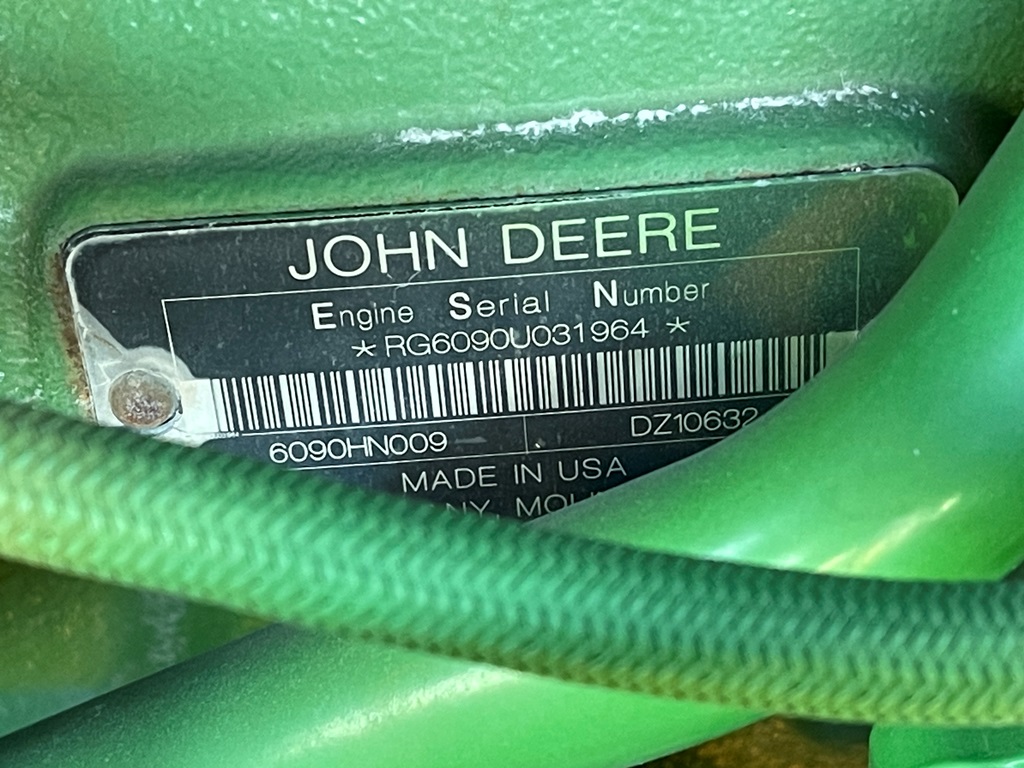 JOHN DEERE
Engine Serial Number
*RG6090U031964*
6090HN009 DZ10632
MADE IN USA